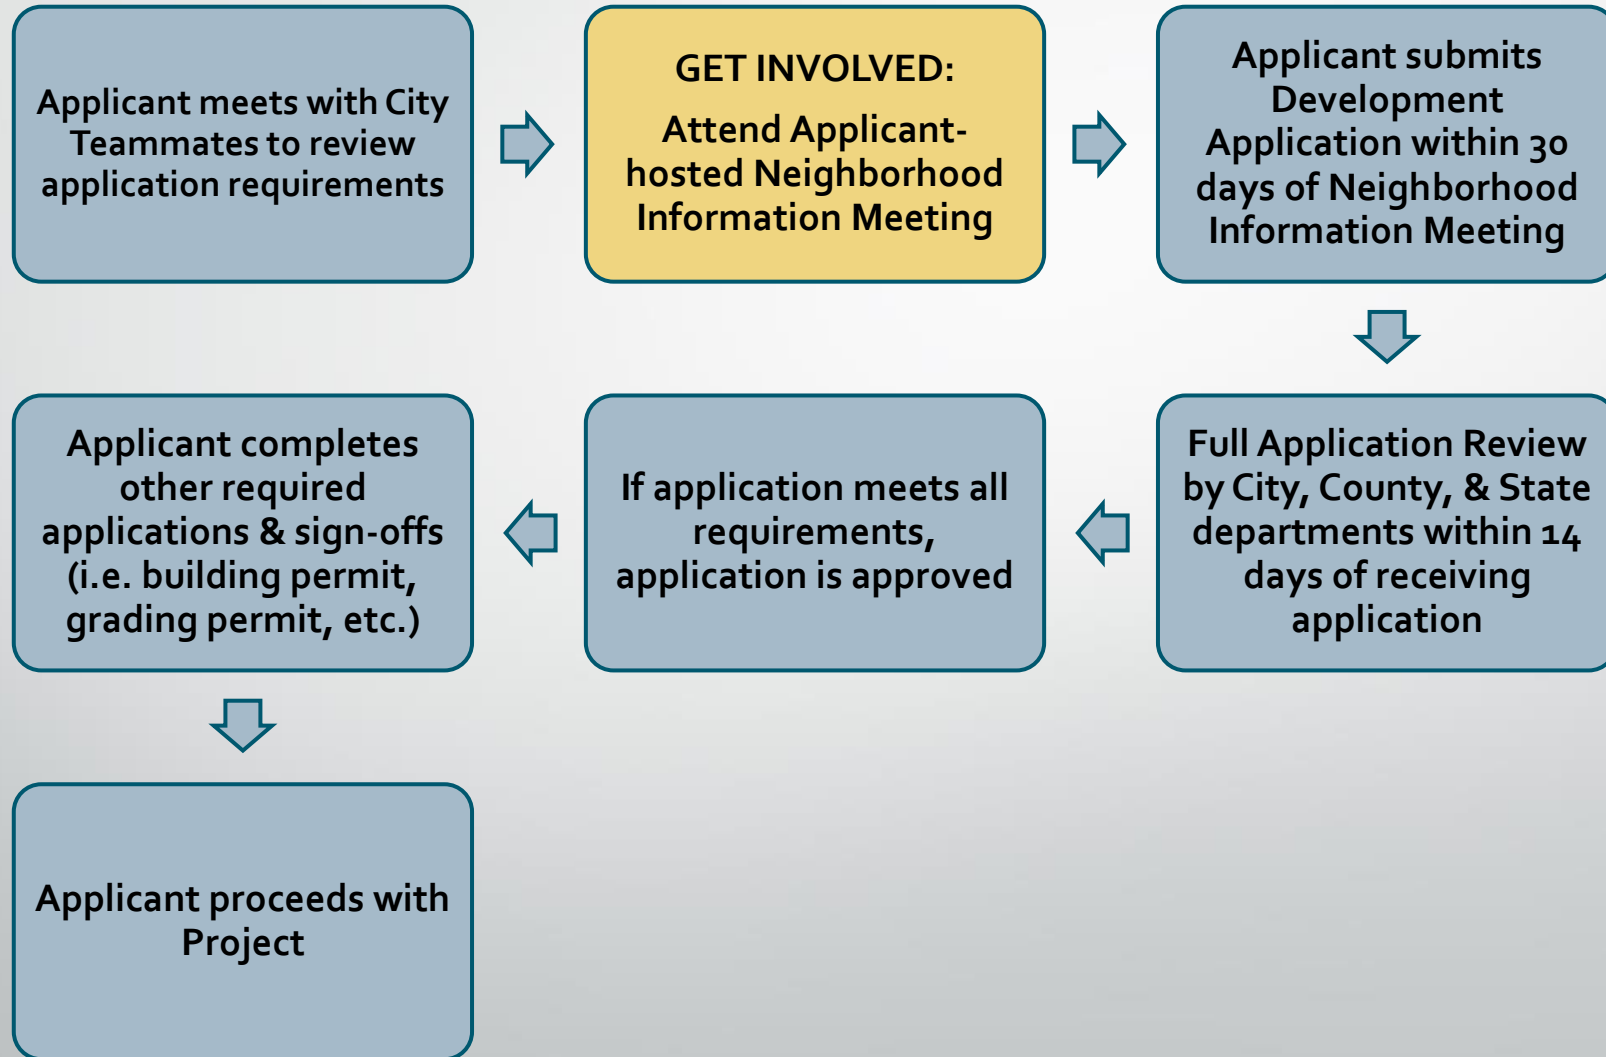 Applicant meets with City
Teammates to review
application requirements
GET INVOLVED:
Attend Applicant-
hosted Neighborhood
Information Meeting
Applicant submits
Development
Application within 30
days of Neighborhood
Information Meeting
Full Application Review
by City, County, & State
departments within 14
days of receiving
application
If application meets all
requirements,
application is approved
Applicant completes
other required
applications & sign-offs
(i.e. building permit,
grading permit, etc.)
Applicant proceeds with
Project